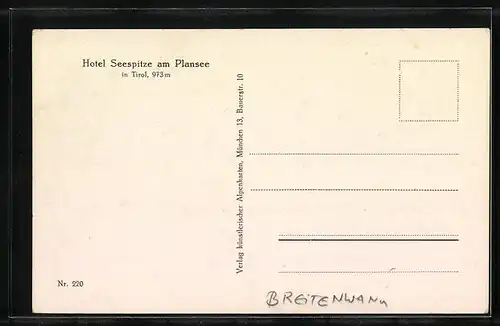 Hotel Seespitze am Plansee
in Tirol, 973 m
Verlag künstlerischer Alpenkarten, München 13, Bauerstr. 10
Nr. 220
BREITENWANG